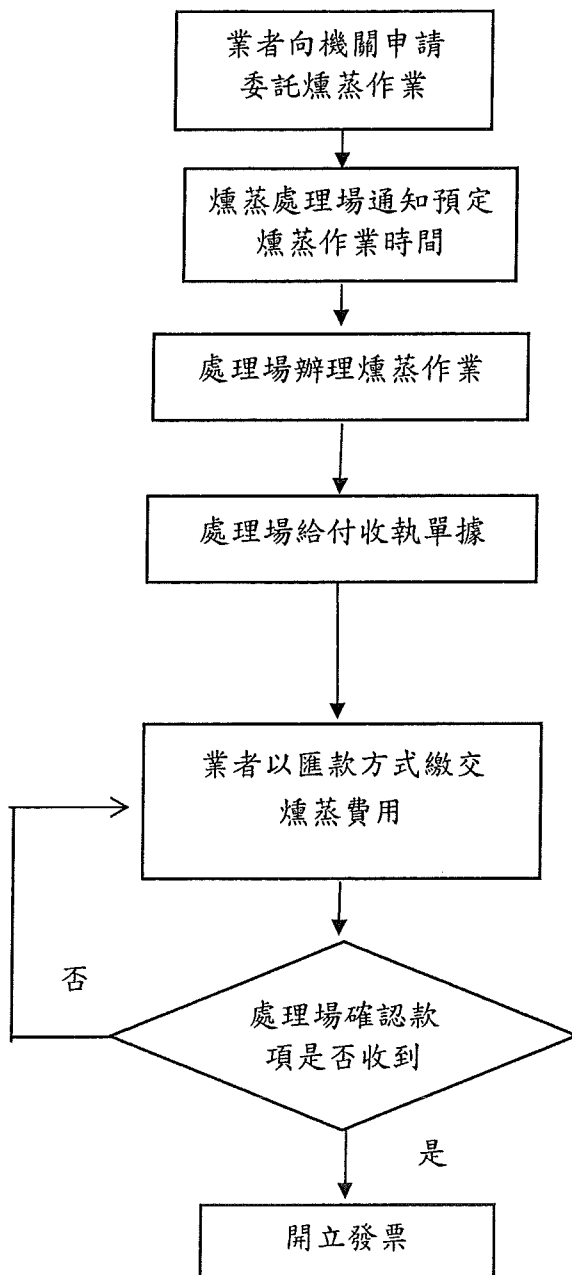 業者向機關申請
委託燻蒸作業
燻蒸處理場通知預定
燻蒸作業時間
處理場辦理燻蒸作業
處理場給付收執單據
業者以匯款方式繳交
燻蒸費用
否
處理場確認款
項是否收到
是
開立發票